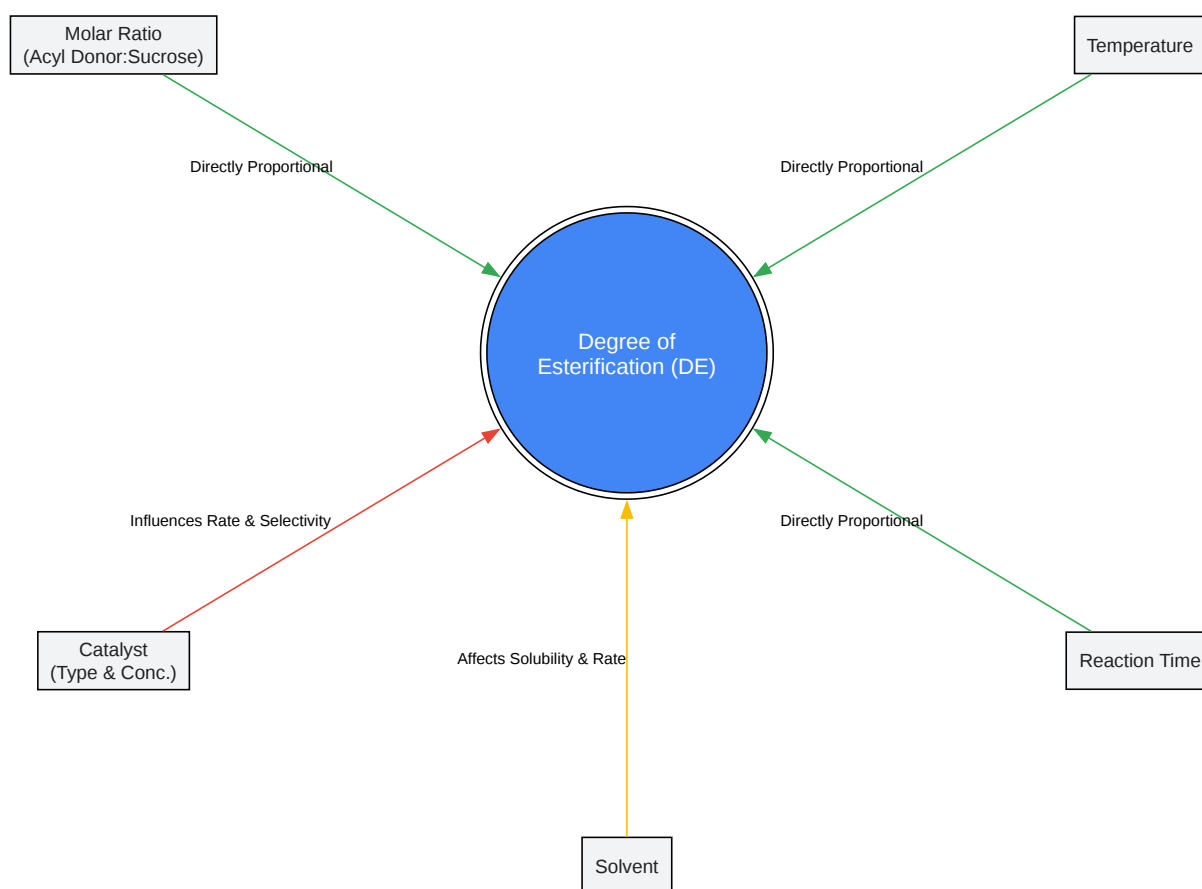 Molar Ratio
(Acyl Donor:Sucrose)
Temperature
Directly Proportional
Directly Proportional
Degree of
Esterification (DE)
Influences Rate & Selectivity
Directly Proportional
Catalyst
(Type & Conc.)
Affects Solubility & Rate
Reaction Time
Solvent